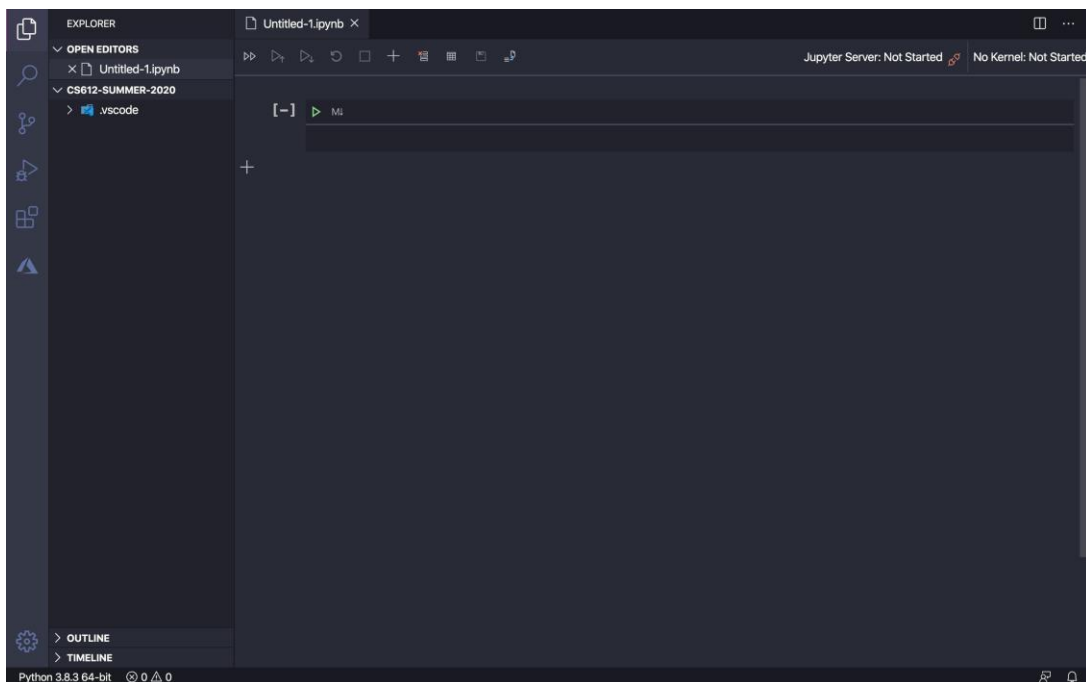 EXPLORER
Untitled-1.ipynb
OPEN EDITORS
Untitled-1.ipynb
Jupyter Server: Not Started
No Kernel: Not Started
CS612-SUMMER-2020
.vscode
[-]
M↓
OUTLINE
TIMELINE
Python 3.8.3 64-bit
0
0